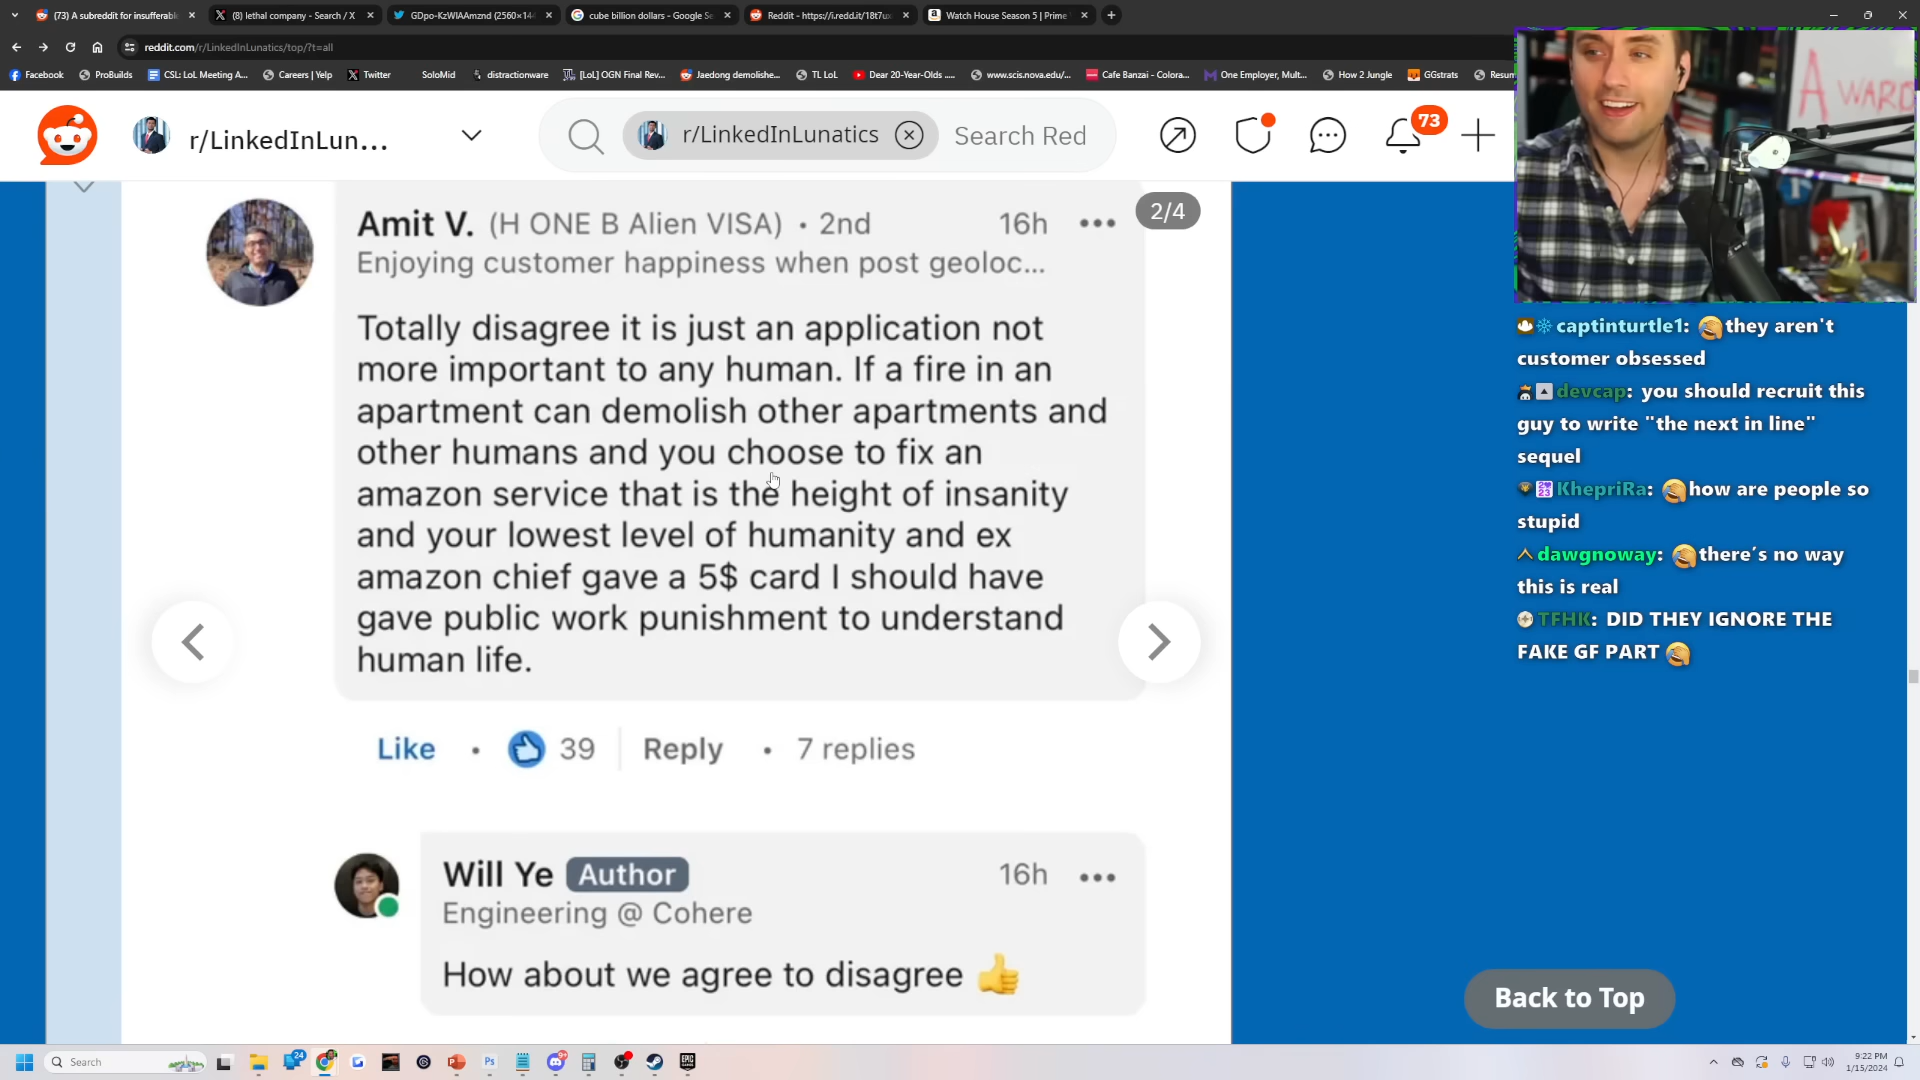 (73) A subreddit for insufferabl
(8) lethal company - Search / X
GDpo-KzWIAAmznd (2560×144
cube billion dollars - Google Se
Reddit - https://i.redd.it/18t7ux
Watch House Season 5 | Prime
reddit.com/r/LinkedInLunatics/top/?t=all
Facebook
ProBuilds
CSL: LoL Meeting A...
Careers | Yelp
Twitter
SoloMid
distractionware
[LoL] OGN Final Rev...
Jaedong demolishe...
TL LoL
Dear 20-Year-Olds ....
www.scis.nova.edu/...
Cafe Banzai - Colora...
One Employer, Mult...
How 2 Jungle
GGstrats
Resum
r/LinkedInLun...
r/LinkedInLunatics
Search Red
73
AWARD
Amit V. (H ONE B Alien VISA) • 2nd
16h
2/4
Enjoying customer happiness when post geoloc...
Totally disagree it is just an application not
more important to any human. If a fire in an
apartment can demolish other apartments and
other humans and you choose to fix an
amazon service that is the height of insanity
and your lowest level of humanity and ex
amazon chief gave a 5$ card I should have
gave public work punishment to understand
human life.
Like • 39 Reply • 7 replies
Will Ye Author
16h
Engineering @ Cohere
How about we agree to disagree 👍
captinturtle1: they aren't
customer obsessed
devcap: you should recruit this
guy to write "the next in line"
sequel
KhepriRa: how are people so
stupid
dawgnoway: there's no way
this is real
TFHK: DID THEY IGNORE THE
FAKE GF PART
Back to Top
Search
24
9:22 PM
1/15/2024